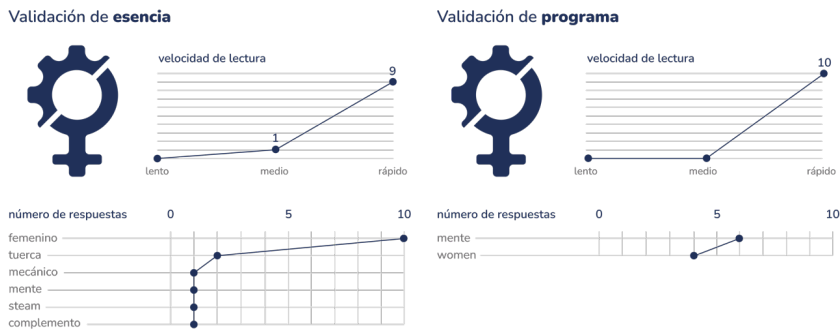 Validación de esencia
velocidad de lectura
9
1
lento medio rápido
número de respuestas 0 5 10
femenino
tuerca
mecánico
mente
steam
complemento
Validación de programa
velocidad de lectura
10
lento medio rápido
número de respuestas 0 5 10
mente
women